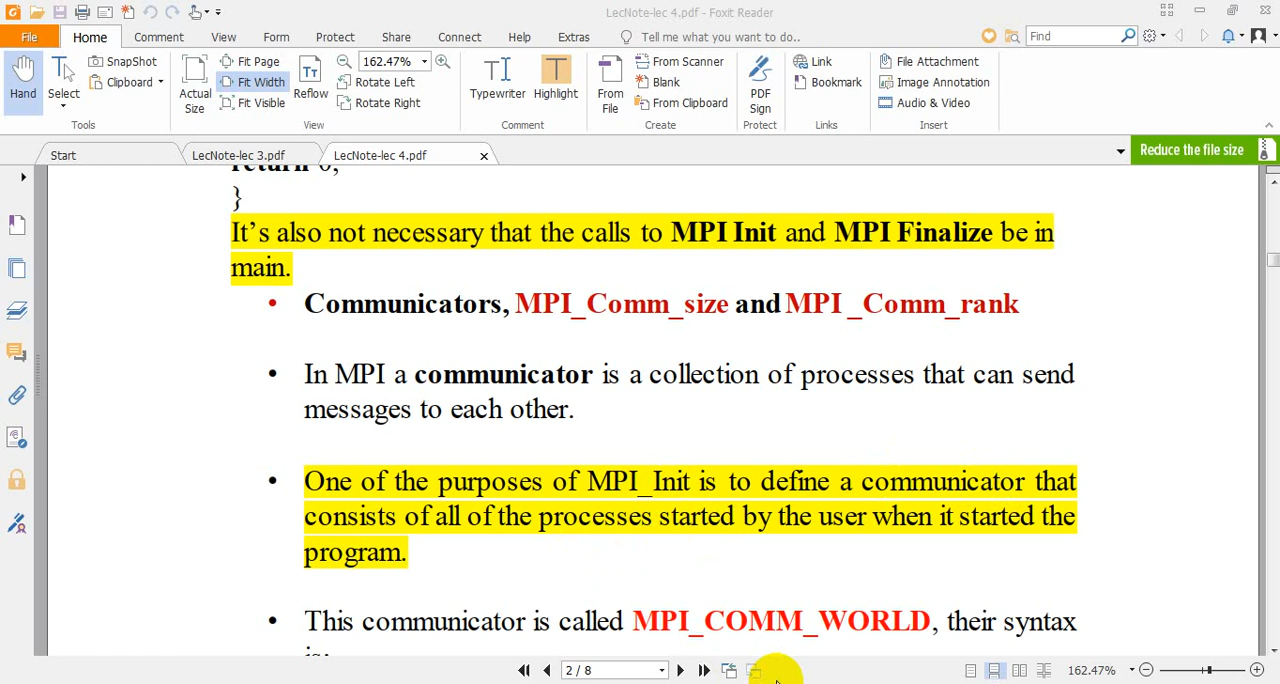 LecNote-lec 4.pdf - Foxit Reader
File Home Comment View Form Protect Share Connect Help Extras Tell me what you want to do.. Find
Hand Select SnapShot Clipboard
Tools
Actual Size Fit Page Fit Width Fit Visible Reflow 162.47% Rotate Left Rotate Right
View
Typewriter Highlight
Comment
From File From Scanner Blank From Clipboard
Create
PDF Sign
Protect
Link Bookmark
Links
File Attachment Image Annotation Audio & Video
Insert
Start LecNote-lec 3.pdf LecNote-lec 4.pdf Reduce the file size
return 0;
}
It's also not necessary that the calls to MPI Init and MPI Finalize be in
main.
• Communicators, MPI_Comm_size and MPI _Comm_rank
• In MPI a communicator is a collection of processes that can send
messages to each other.
• One of the purposes of MPI_Init is to define a communicator that
consists of all of the processes started by the user when it started the
program.
• This communicator is called MPI_COMM_WORLD, their syntax
is:
2 / 8 162.47%